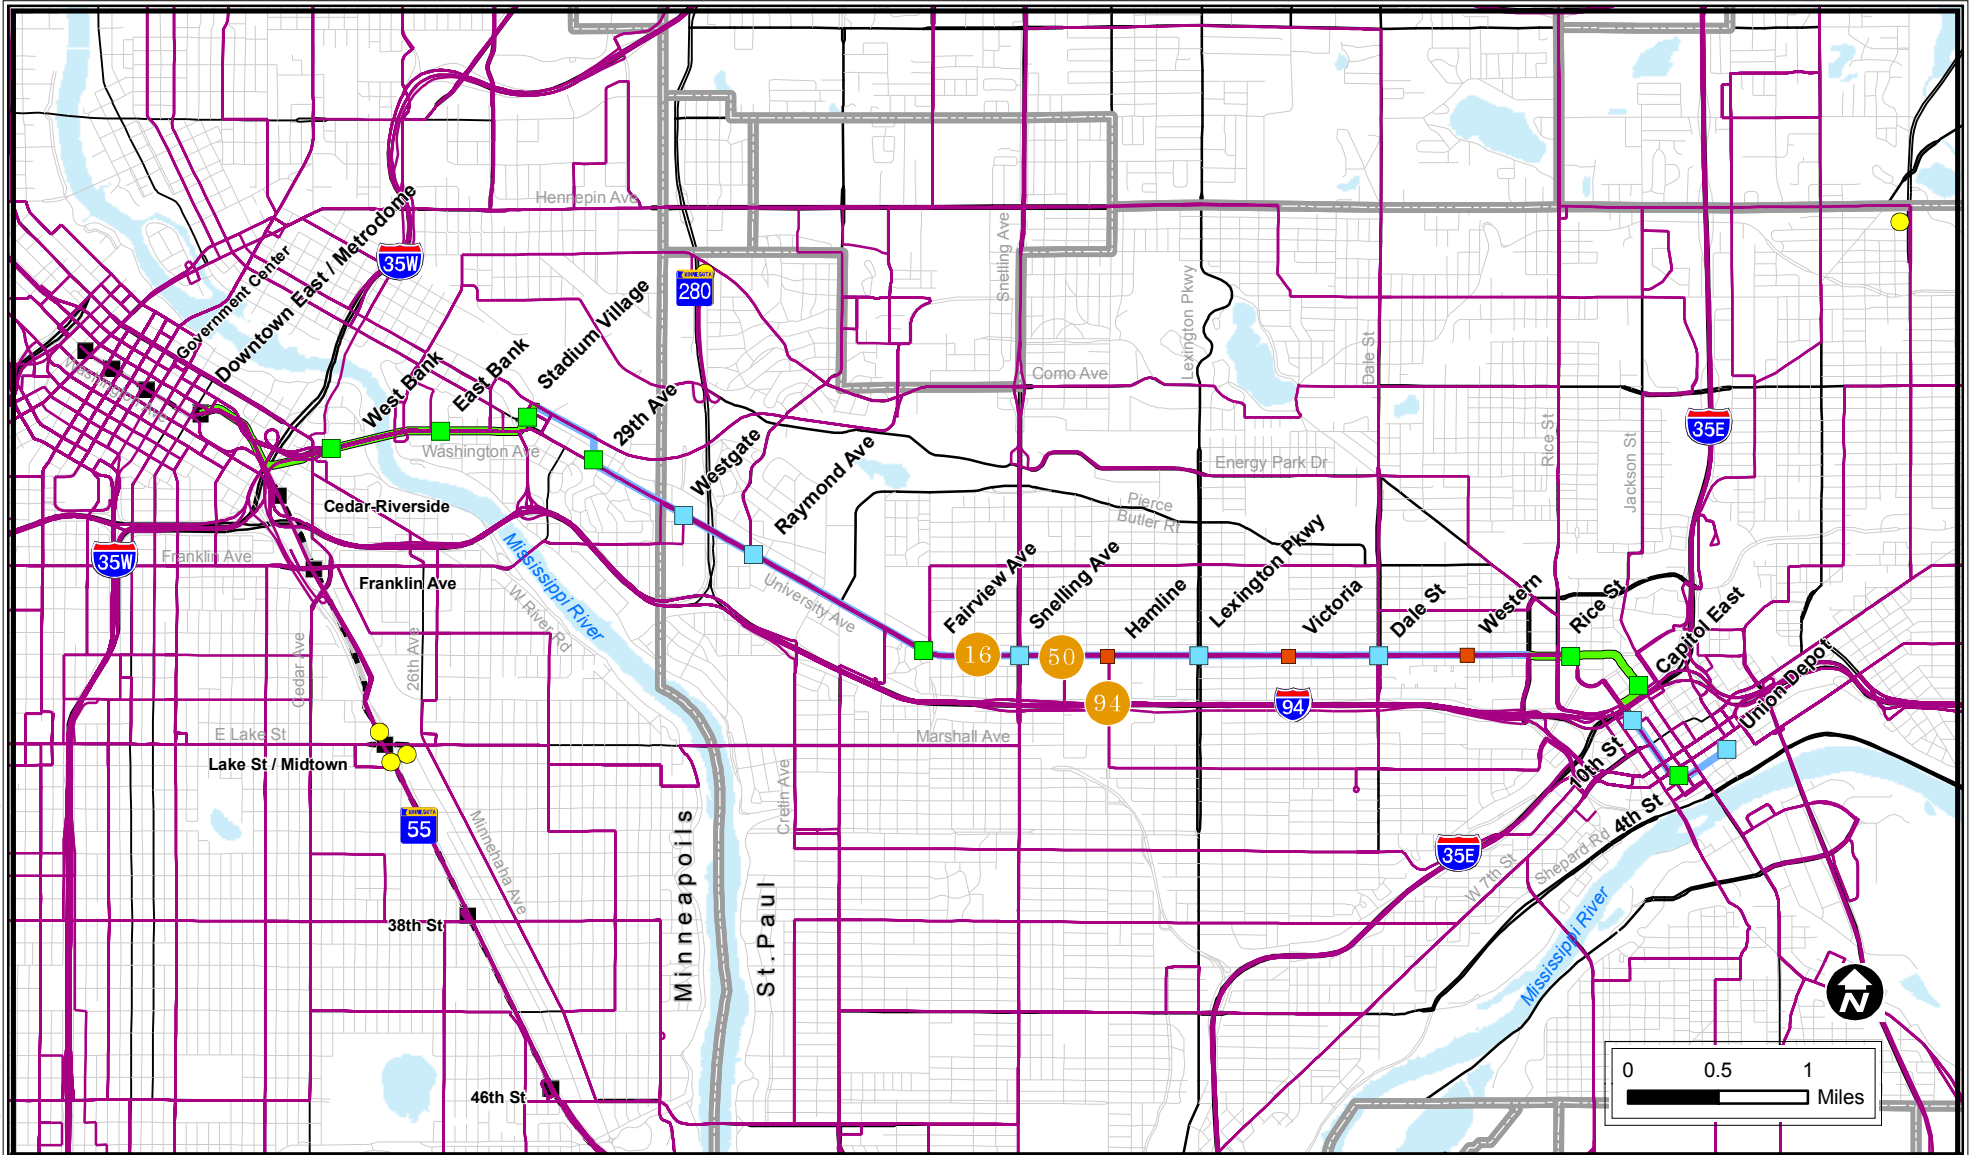 Hennepin Ave
35W
Government Center
Downtown East / Metrodome
MINNESOTA
280
Snelling Ave
Lexington Pkwy
Dale St
Stadium Village
East Bank
West Bank
29th Ave
Washington Ave
Washington Ave
Como Ave
Rice St
Jackson St
35E
Westgate
Raymond Ave
Energy Park Dr
Pierce
Butler Rt
Cedar-Riverside
35W
Franklin Ave
Franklin Ave
Mississippi River
W River Rd
University Ave
Fairview Ave
Snelling Ave
Hamline
Lexington Pkwy
Victoria
Dale St
Western
Rice St
Capitol East
Union Depot
16
50
94
94
Cedar Ave
26th Ave
E Lake St
Lake St / Midtown
Marshall Ave
Cretin Ave
10th St
4th St
MINNESOTA
55
Minnehaha Ave
Minneapolis
St.Paul
35E
W 7th St
Shepard Rd
Mississippi River
38th St
46th St
N
0 0.5 1
Miles